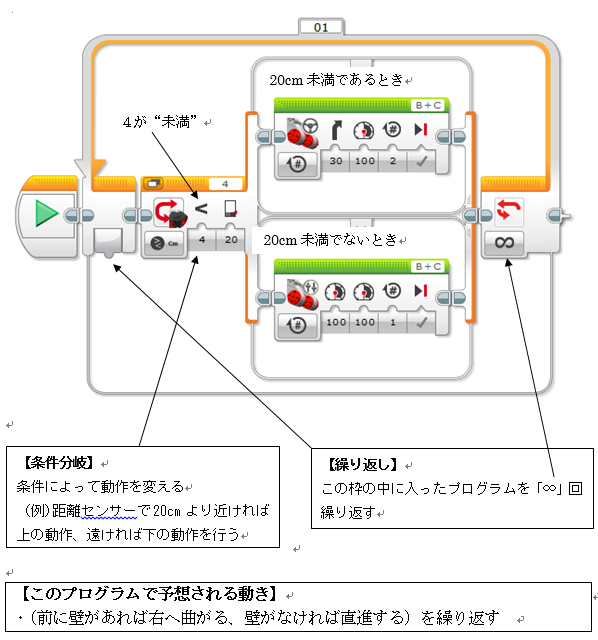 01
20cm 未満であるとき
B+C
4が“未満”
4
<
#
#
30 100 2
Cm
4 20
∞
20cm 未満でないとき
B+C
#
#
100 100 1
【条件分岐】
条件によって動作を変える
（例）距離センサーで20cm より近ければ
上の動作、遠ければ下の動作を行う
【繰り返し】
この枠の中に入ったプログラムを「∞」回
繰り返す
【このプログラムで予想される動き】
・（前に壁があれば右へ曲がる、壁がなければ直進する）を繰り返す